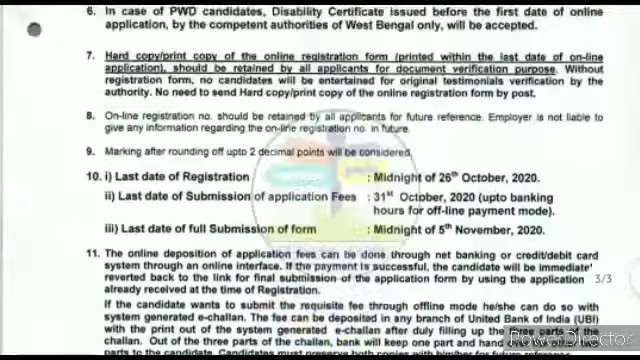 6. In case of PWD candidates, Disability Certificate issued before the first date of online
application, by the competent authorities of West Bengal only, will be accepted.
7. Hard copy/print copy of the online registration form (printed within the last date of on-line
application), should be retained by all applicants for document verification purpose. Without
registration form, no candidates will be entertained for original testimonials verification by the
authority. No need to send Hard copy/print copy of the online registration form by post.
8. On-line registration no. should be retained by all applicants for future reference. Employer is not liable to
give any information regarding the on-line registration no. in future.
9. Marking after rounding off upto 2 decimal points will be considered.
10. i) Last date of Registration : Midnight of 26th October, 2020.
ii) Last date of Submission of application Fees : 31st October, 2020 (upto banking
hours for off-line payment mode).
iii) Last date of full Submission of form : Midnight of 5th November, 2020.
11. The online deposition of application fees can be done through net banking or credit/debit card
system through an online interface. If the payment is successful, the candidate will be immediate'
reverted back to the link for final submission of the application form by using the application 3/3
already received at the time of Registration.
If the candidate wants to submit the requisite fee through offline mode he/she can do so with
system generated e-challan. The fee can be deposited in any branch of United Bank of India (UBI)
with the print out of the system generated e-challan after duly filling up the three parts of the
challan. Out of the three parts of the challan, bank will keep one part and hand over
parts to the candidate. Candidates must preserve both copies with him/her for future
PowerDirector